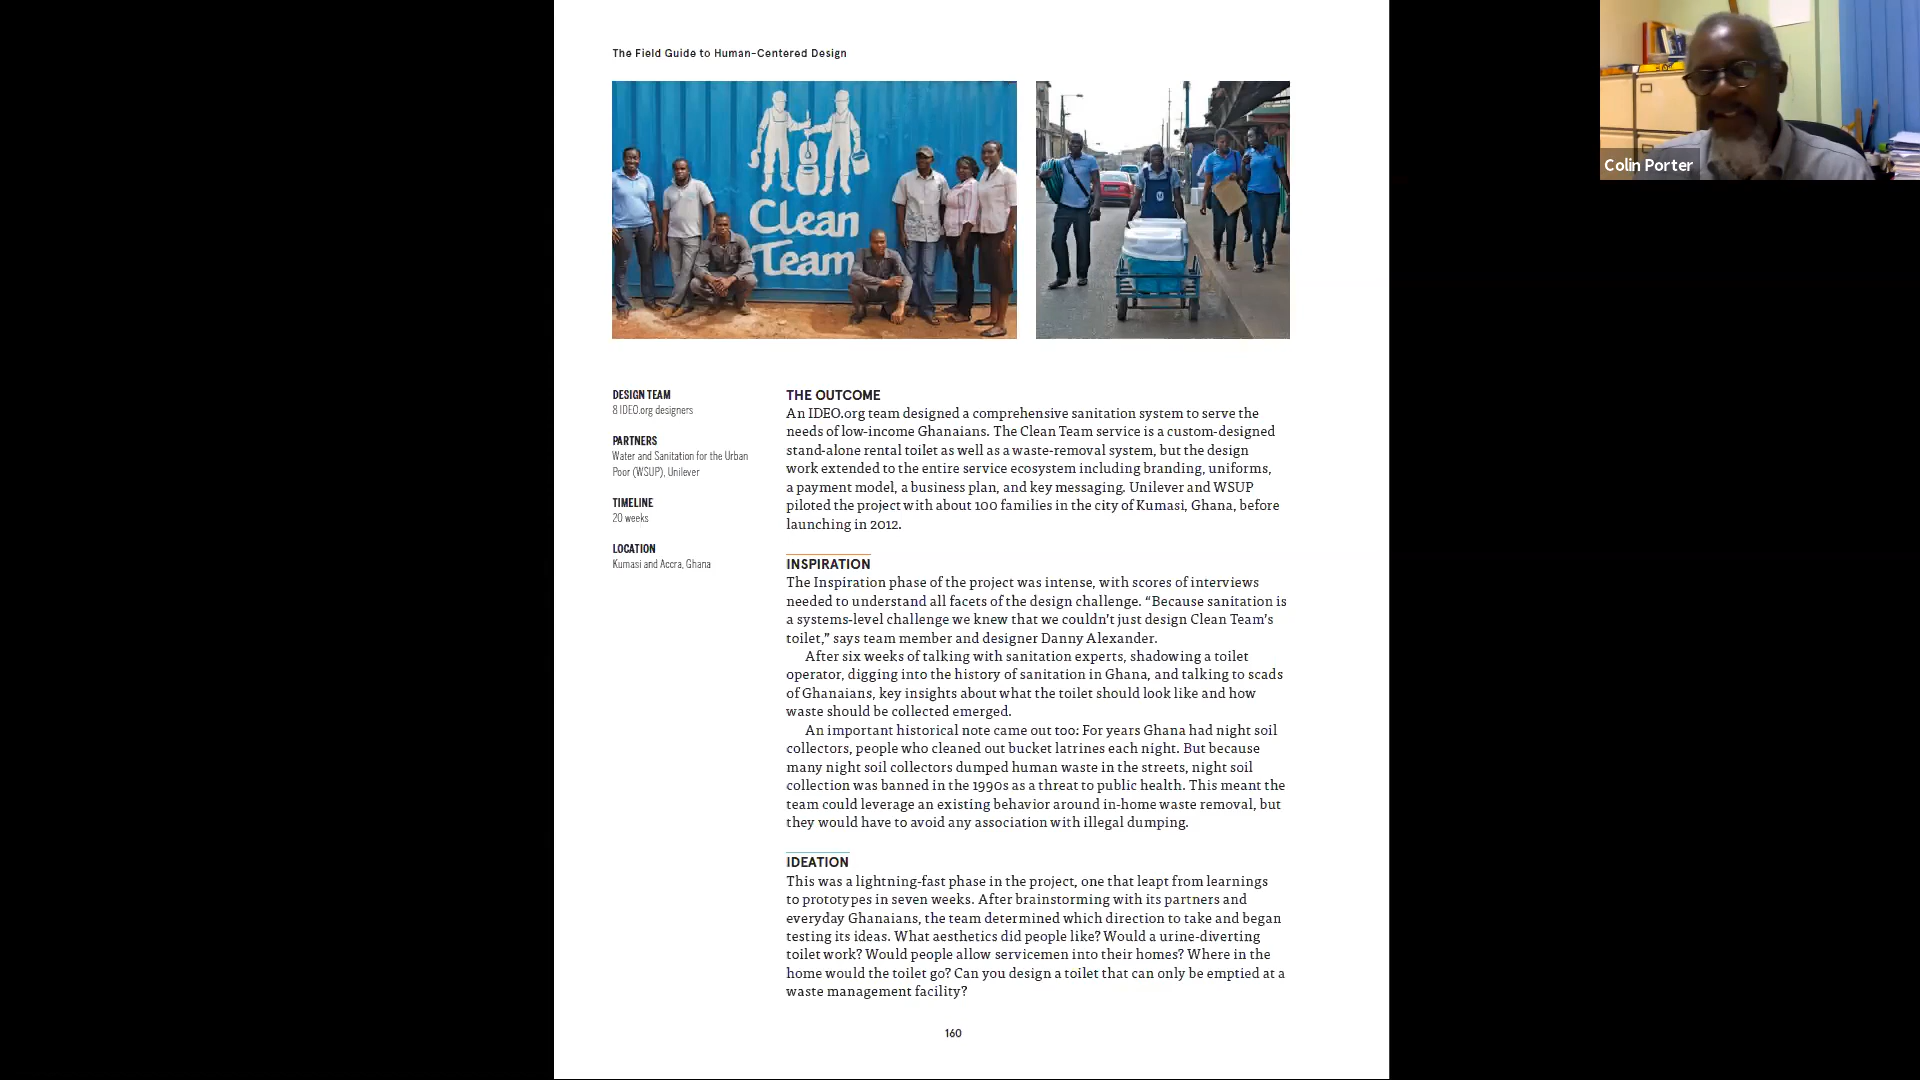 The Field Guide to Human-Centered Design
Clean
Team
Colin Porter
DESIGN TEAM
8 IDEO.org designers
PARTNERS
Water and Sanitation for the Urban
Poor (WSUP), Unilever
TIMELINE
20 weeks
LOCATION
Kumasi and Accra, Ghana
THE OUTCOME
An IDEO.org team designed a comprehensive sanitation system to serve the
needs of low-income Ghanaians. The Clean Team service is a custom-designed
stand-alone rental toilet as well as a waste-removal system, but the design
work extended to the entire service ecosystem including branding, uniforms,
a payment model, a business plan, and key messaging. Unilever and WSUP
piloted the project with about 100 families in the city of Kumasi, Ghana, before
launching in 2012.
INSPIRATION
The Inspiration phase of the project was intense, with scores of interviews
needed to understand all facets of the design challenge. “Because sanitation is
a systems-level challenge we knew that we couldn’t just design Clean Team’s
toilet,” says team member and designer Danny Alexander.
After six weeks of talking with sanitation experts, shadowing a toilet
operator, digging into the history of sanitation in Ghana, and talking to scads
of Ghanaians, key insights about what the toilet should look like and how
waste should be collected emerged.
An important historical note came out too: For years Ghana had night soil
collectors, people who cleaned out bucket latrines each night. But because
many night soil collectors dumped human waste in the streets, night soil
collection was banned in the 1990s as a threat to public health. This meant the
team could leverage an existing behavior around in-home waste removal, but
they would have to avoid any association with illegal dumping.
IDEATION
This was a lightning-fast phase in the project, one that leapt from learnings
to prototypes in seven weeks. After brainstorming with its partners and
everyday Ghanaians, the team determined which direction to take and began
testing its ideas. What aesthetics did people like? Would a urine-diverting
toilet work? Would people allow servicemen into their homes? Where in the
home would the toilet go? Can you design a toilet that can only be emptied at a
waste management facility?
160